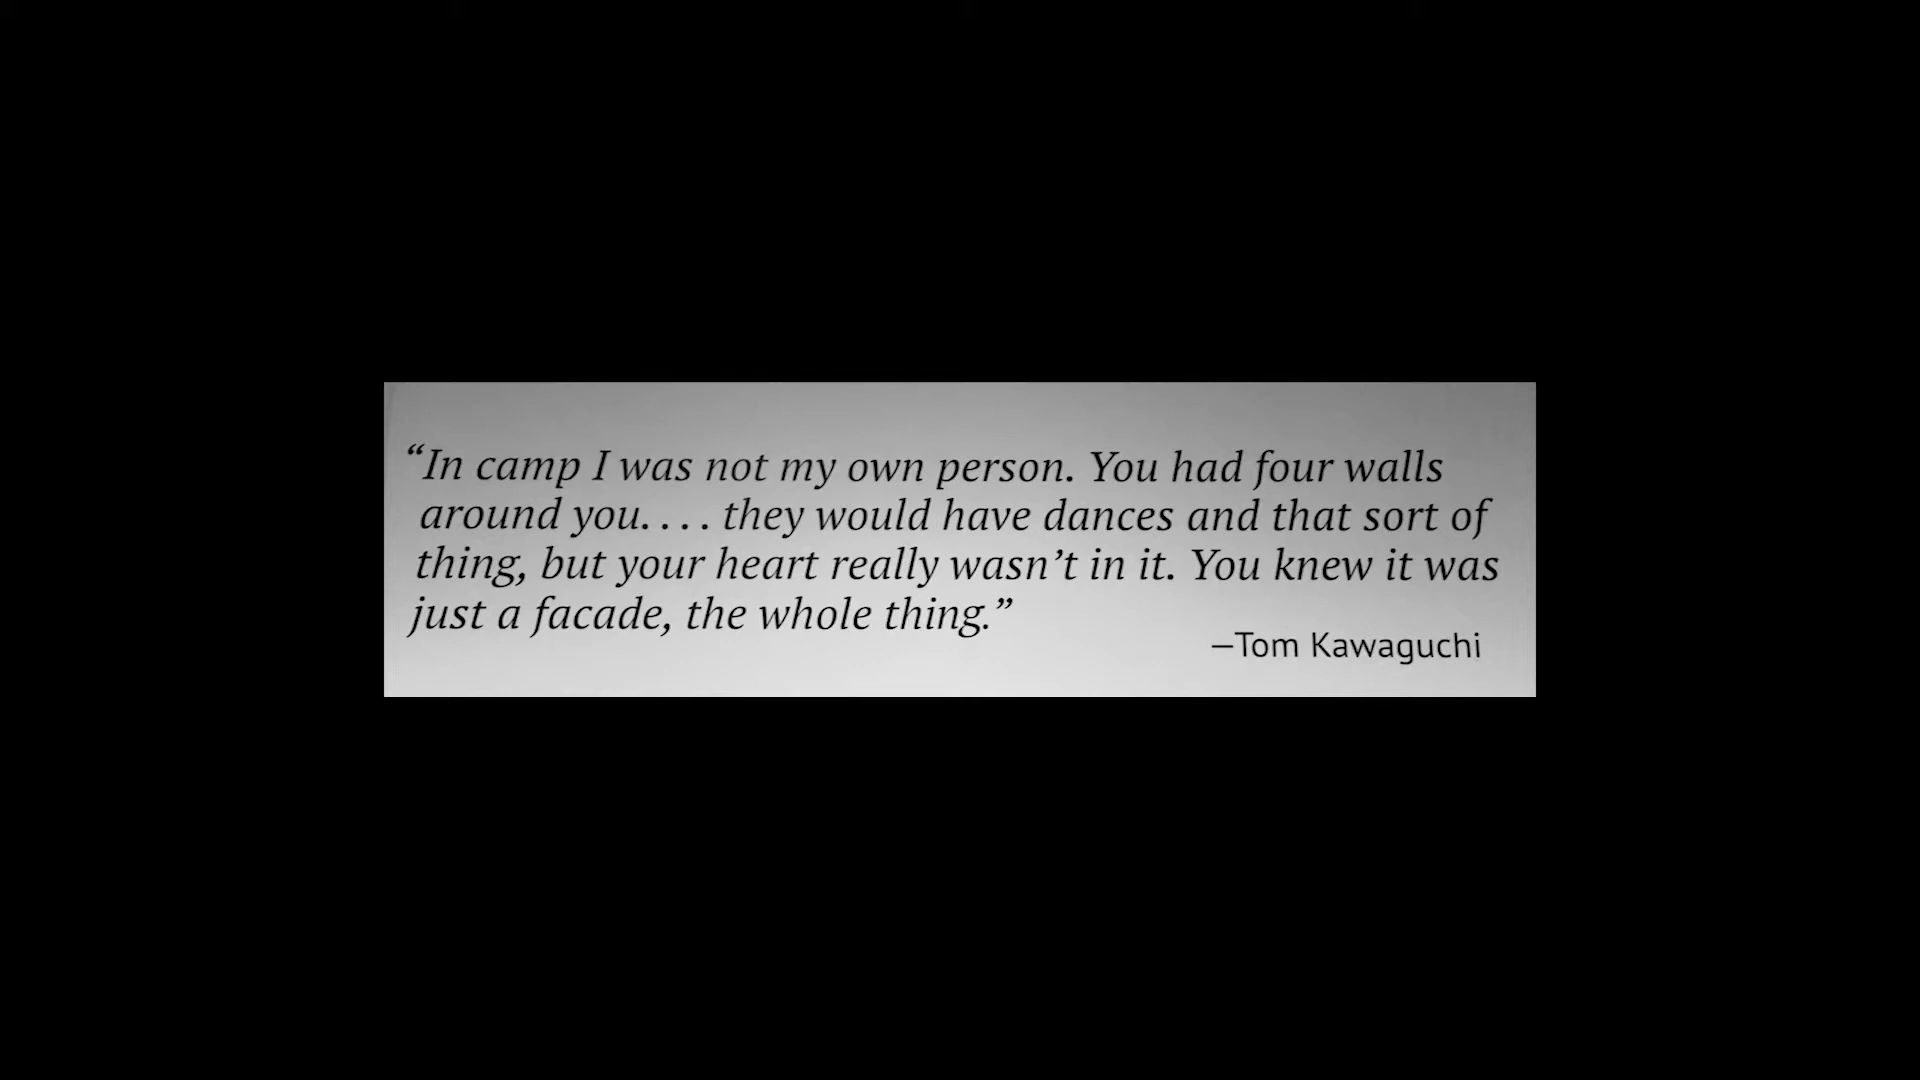 “In camp I was not my own person. You had four walls
around you. . . . they would have dances and that sort of
thing, but your heart really wasn’t in it. You knew it was
just a facade, the whole thing.”
—Tom Kawaguchi